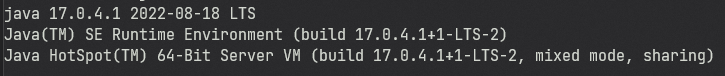 java 17.0.4.1 2022-08-18 LTS
Java(TM) SE Runtime Environment (build 17.0.4.1+1-LTS-2)
Java HotSpot(TM) 64-Bit Server VM (build 17.0.4.1+1-LTS-2, mixed mode, sharing)